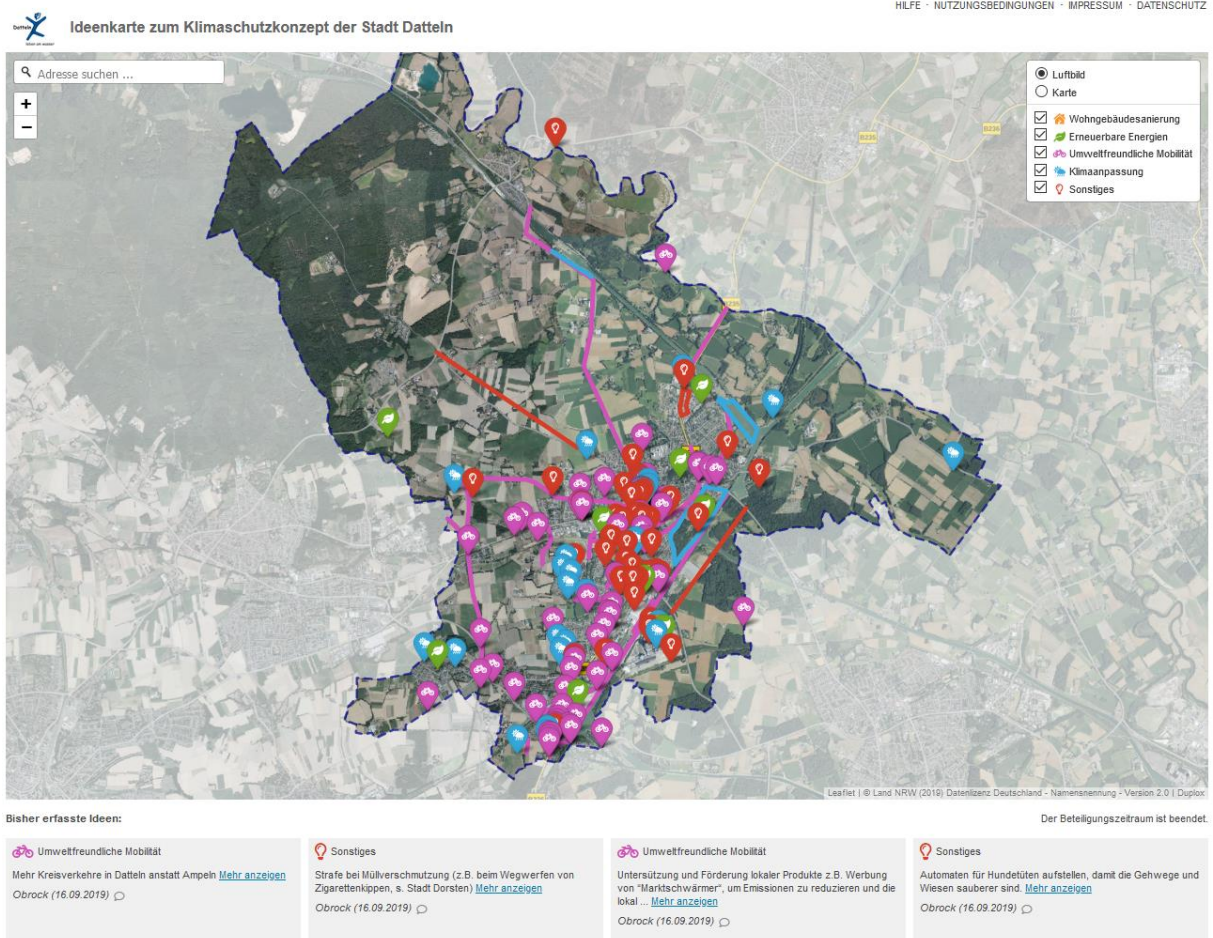 HILFE · NUTZUNGSBEDINGUNGEN · IMPRESSUM · DATENSCHUTZ
Datteln
Ideenkarte zum Klimaschutzkonzept der Stadt Datteln
Adresse suchen ...
+
−
Luftbild
Karte
Wohngebäudesanierung
Erneuerbare Energien
Umweltfreundliche Mobilität
Klimaanpassung
Sonstiges
B235
B236
B235
Leaflet | © Land NRW (2019) Datenlizenz Deutschland - Namensnennung - Version 2.0 | Duplox
Bisher erfasste Ideen:
Der Beteiligungszeitraum ist beendet.
Umweltfreundliche Mobilität
Mehr Kreisverkehre in Datteln anstatt Ampeln Mehr anzeigen
Obrock (16.09.2019)
Sonstiges
Strafe bei Müllverschmutzung (z.B. beim Wegwerfen von
Zigarettenkippen, s. Stadt Dorsten) Mehr anzeigen
Obrock (16.09.2019)
Umweltfreundliche Mobilität
Untersützung und Förderung lokaler Produkte z.B. Werbung
von "Marktschwärmer", um Emissionen zu reduzieren und die
lokal ... Mehr anzeigen
Obrock (16.09.2019)
Sonstiges
Automaten für Hundetüten aufstellen, damit die Gehwege und
Wiesen sauberer sind. Mehr anzeigen
Obrock (16.09.2019)